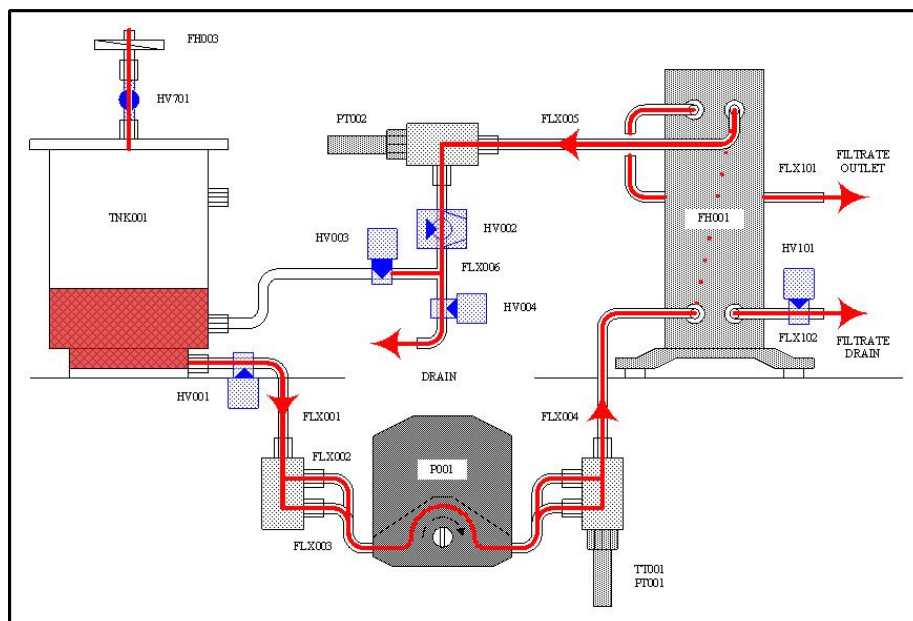 FH003
HV701
PT002
FLX005
FLX101
FILTRATE
OUTLET
TNK001
FH001
HV003
HV002
HV101
FLX006
HV004
FLX102
FILTRATE
DRAIN
DRAIN
HV001
FLX001
FLX004
FLX002
P001
FLX003
TT001
PT001